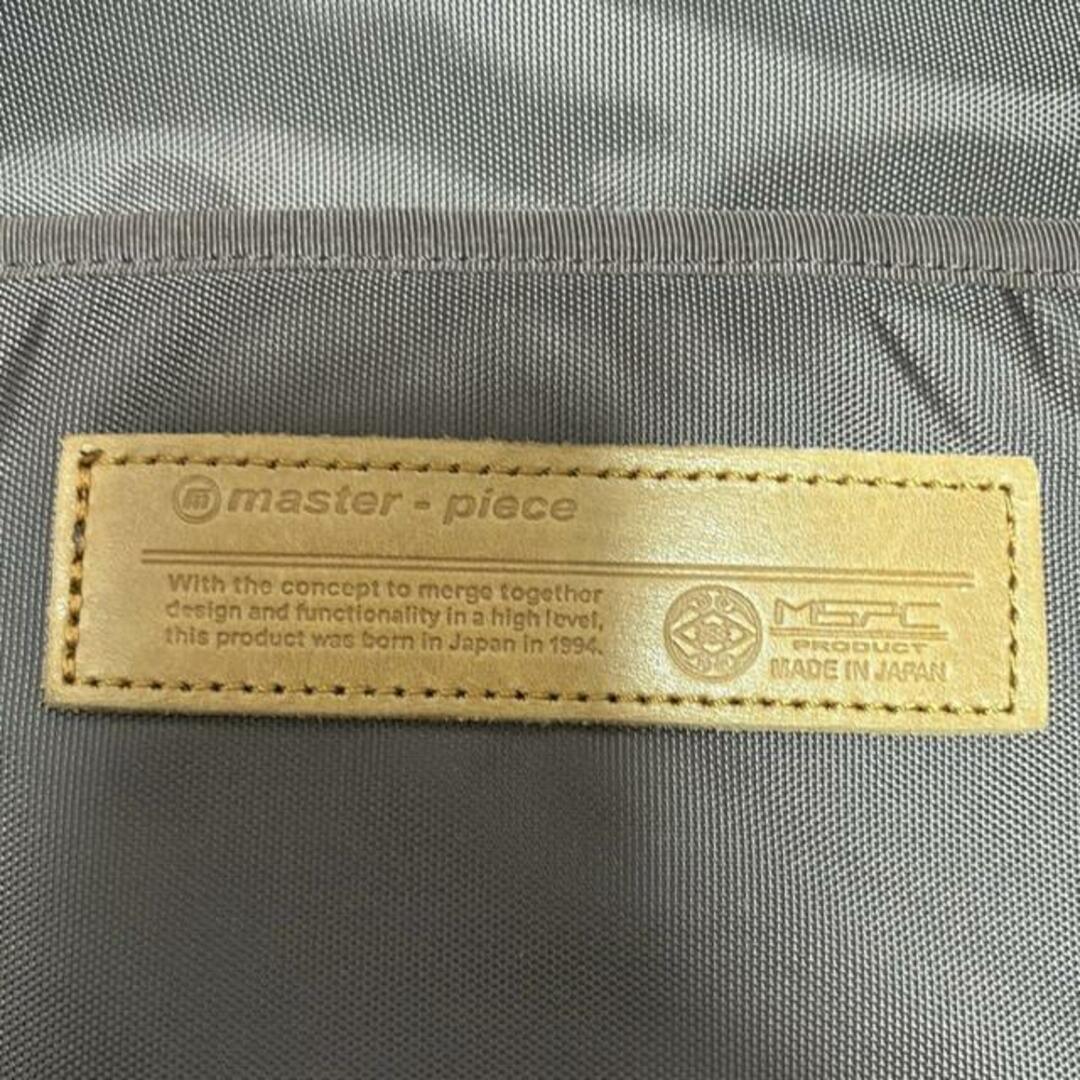 master - piece
With the concept to merge together
design and functionality in a high level,
this product was born in Japan in 1994.
MSPC
PRODUCT
MADE IN JAPAN